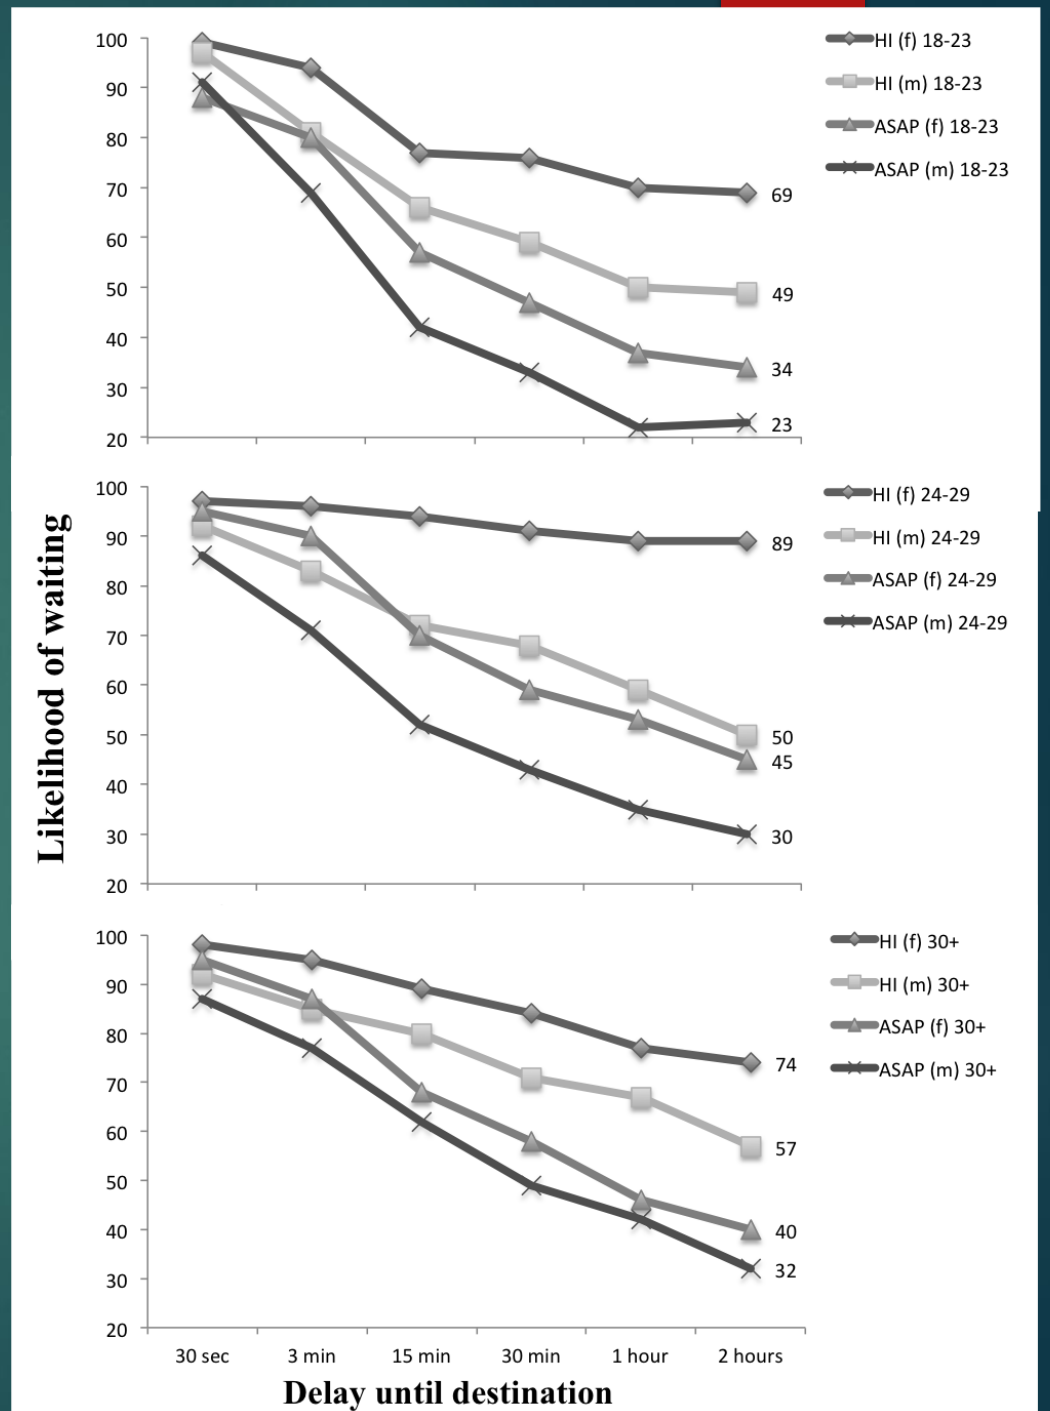 100
90
80
70
60
50
40
30
20
69
49
34
23
HI (f) 18-23
HI (m) 18-23
ASAP (f) 18-23
ASAP (m) 18-23
Likelihood of waiting
100
90
80
70
60
50
40
30
20
89
50
45
30
HI (f) 24-29
HI (m) 24-29
ASAP (f) 24-29
ASAP (m) 24-29
100
90
80
70
60
50
40
30
20
74
57
40
32
HI (f) 30+
HI (m) 30+
ASAP (f) 30+
ASAP (m) 30+
30 sec 3 min 15 min 30 min 1 hour 2 hours
Delay until destination